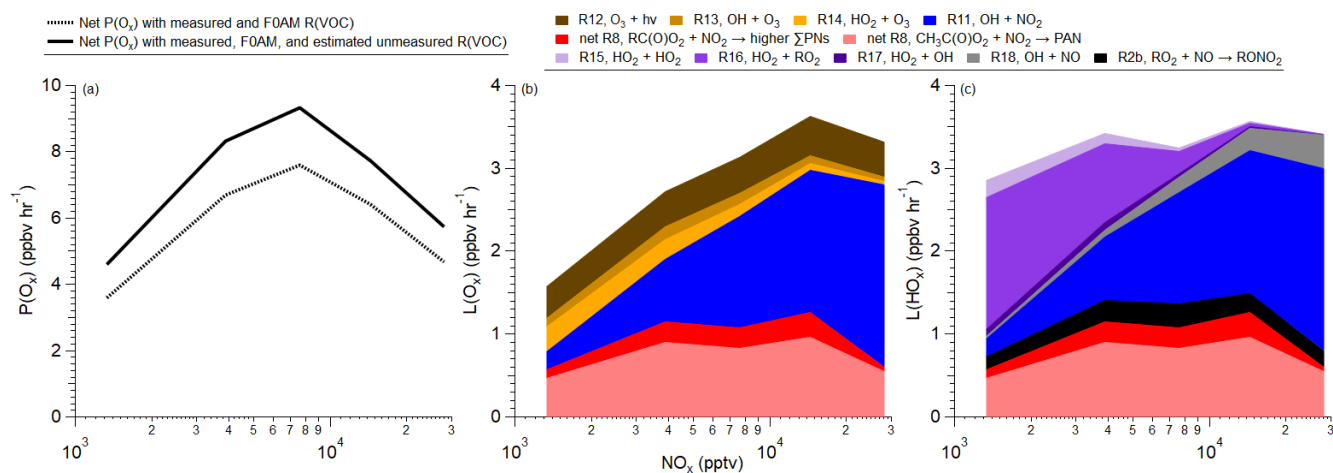 Net P(Oₓ) with measured and F0AM R(VOC)
Net P(Oₓ) with measured, F0AM, and estimated unmeasured R(VOC)
R12, O₃ + hv R13, OH + O₃ R14, HO₂ + O₃ R11, OH + NO₂
net R8, RC(O)O₂ + NO₂ → higher ∑PNs net R8, CH₃C(O)O₂ + NO₂ → PAN
R15, HO₂ + HO₂ R16, HO₂ + RO₂ R17, HO₂ + OH R18, OH + NO R2b, RO₂ + NO → RONO₂
(a)
P(Oₓ) (ppbv hr⁻¹)
10
8
6
4
2
0
10³ 2 3 4 5 6 7 8 9 10⁴ 2 3
(b)
L(Oₓ) (ppbv hr⁻¹)
4
3
2
1
0
10³ 2 3 4 5 6 7 8 9 10⁴ 2 3
NOₓ (pptv)
(c)
L(HOₓ) (ppbv hr⁻¹)
4
3
2
1
0
10³ 2 3 4 5 6 7 8 9 10⁴ 2 3